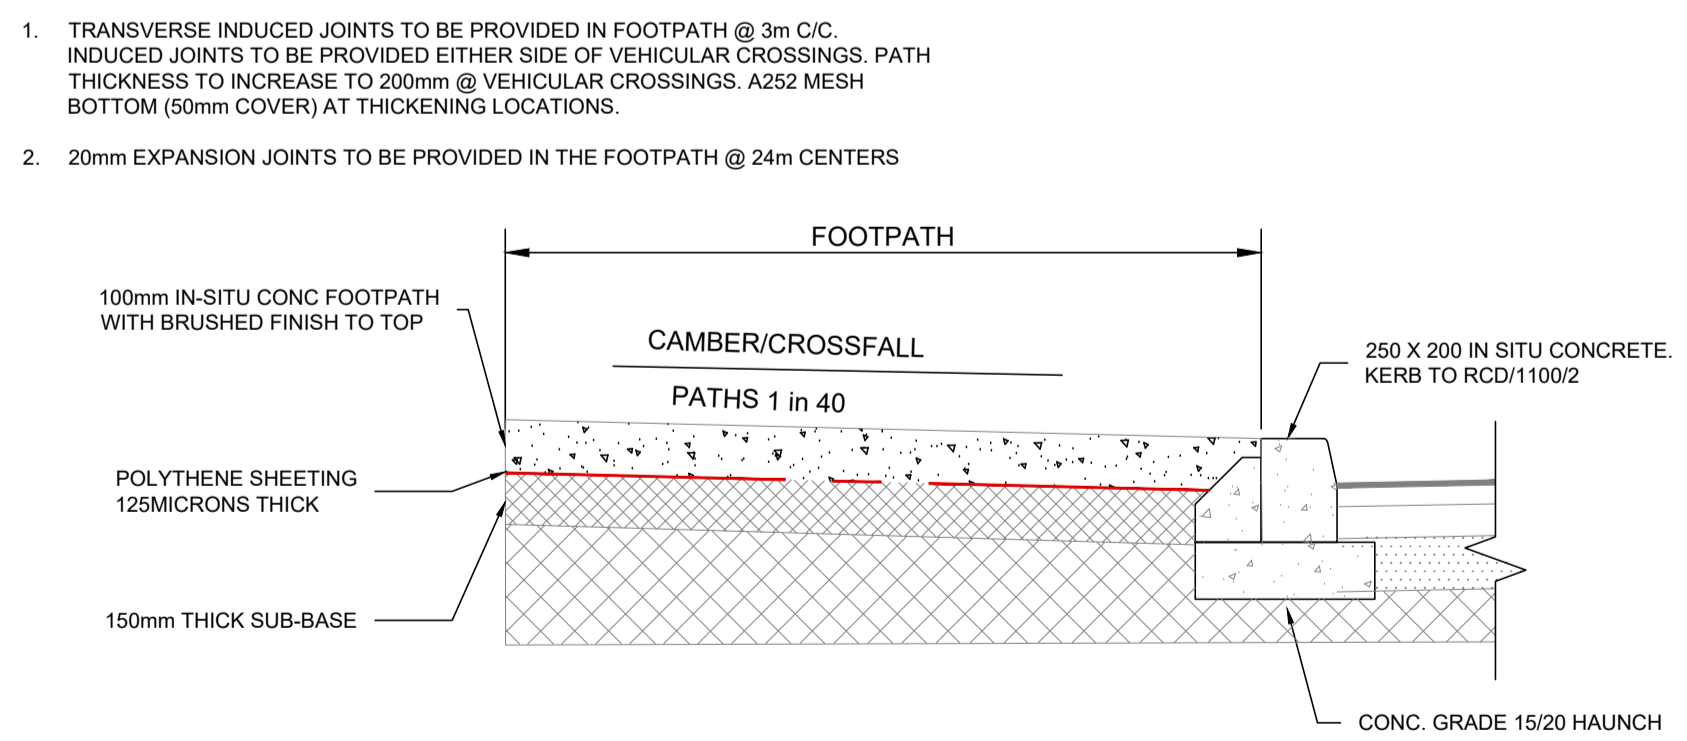 1. TRANSVERSE INDUCED JOINTS TO BE PROVIDED IN FOOTPATH @ 3m C/C.
INDUCED JOINTS TO BE PROVIDED EITHER SIDE OF VEHICULAR CROSSINGS. PATH
THICKNESS TO INCREASE TO 200mm @ VEHICULAR CROSSINGS. A252 MESH
BOTTOM (50mm COVER) AT THICKENING LOCATIONS.
2. 20mm EXPANSION JOINTS TO BE PROVIDED IN THE FOOTPATH @ 24m CENTERS
FOOTPATH
100mm IN-SITU CONC FOOTPATH
WITH BRUSHED FINISH TO TOP
CAMBER/CROSSFALL
PATHS 1 in 40
250 X 200 IN SITU CONCRETE.
KERB TO RCD/1100/2
POLYTHENE SHEETING
125MICRONS THICK
150mm THICK SUB-BASE
CONC. GRADE 15/20 HAUNCH